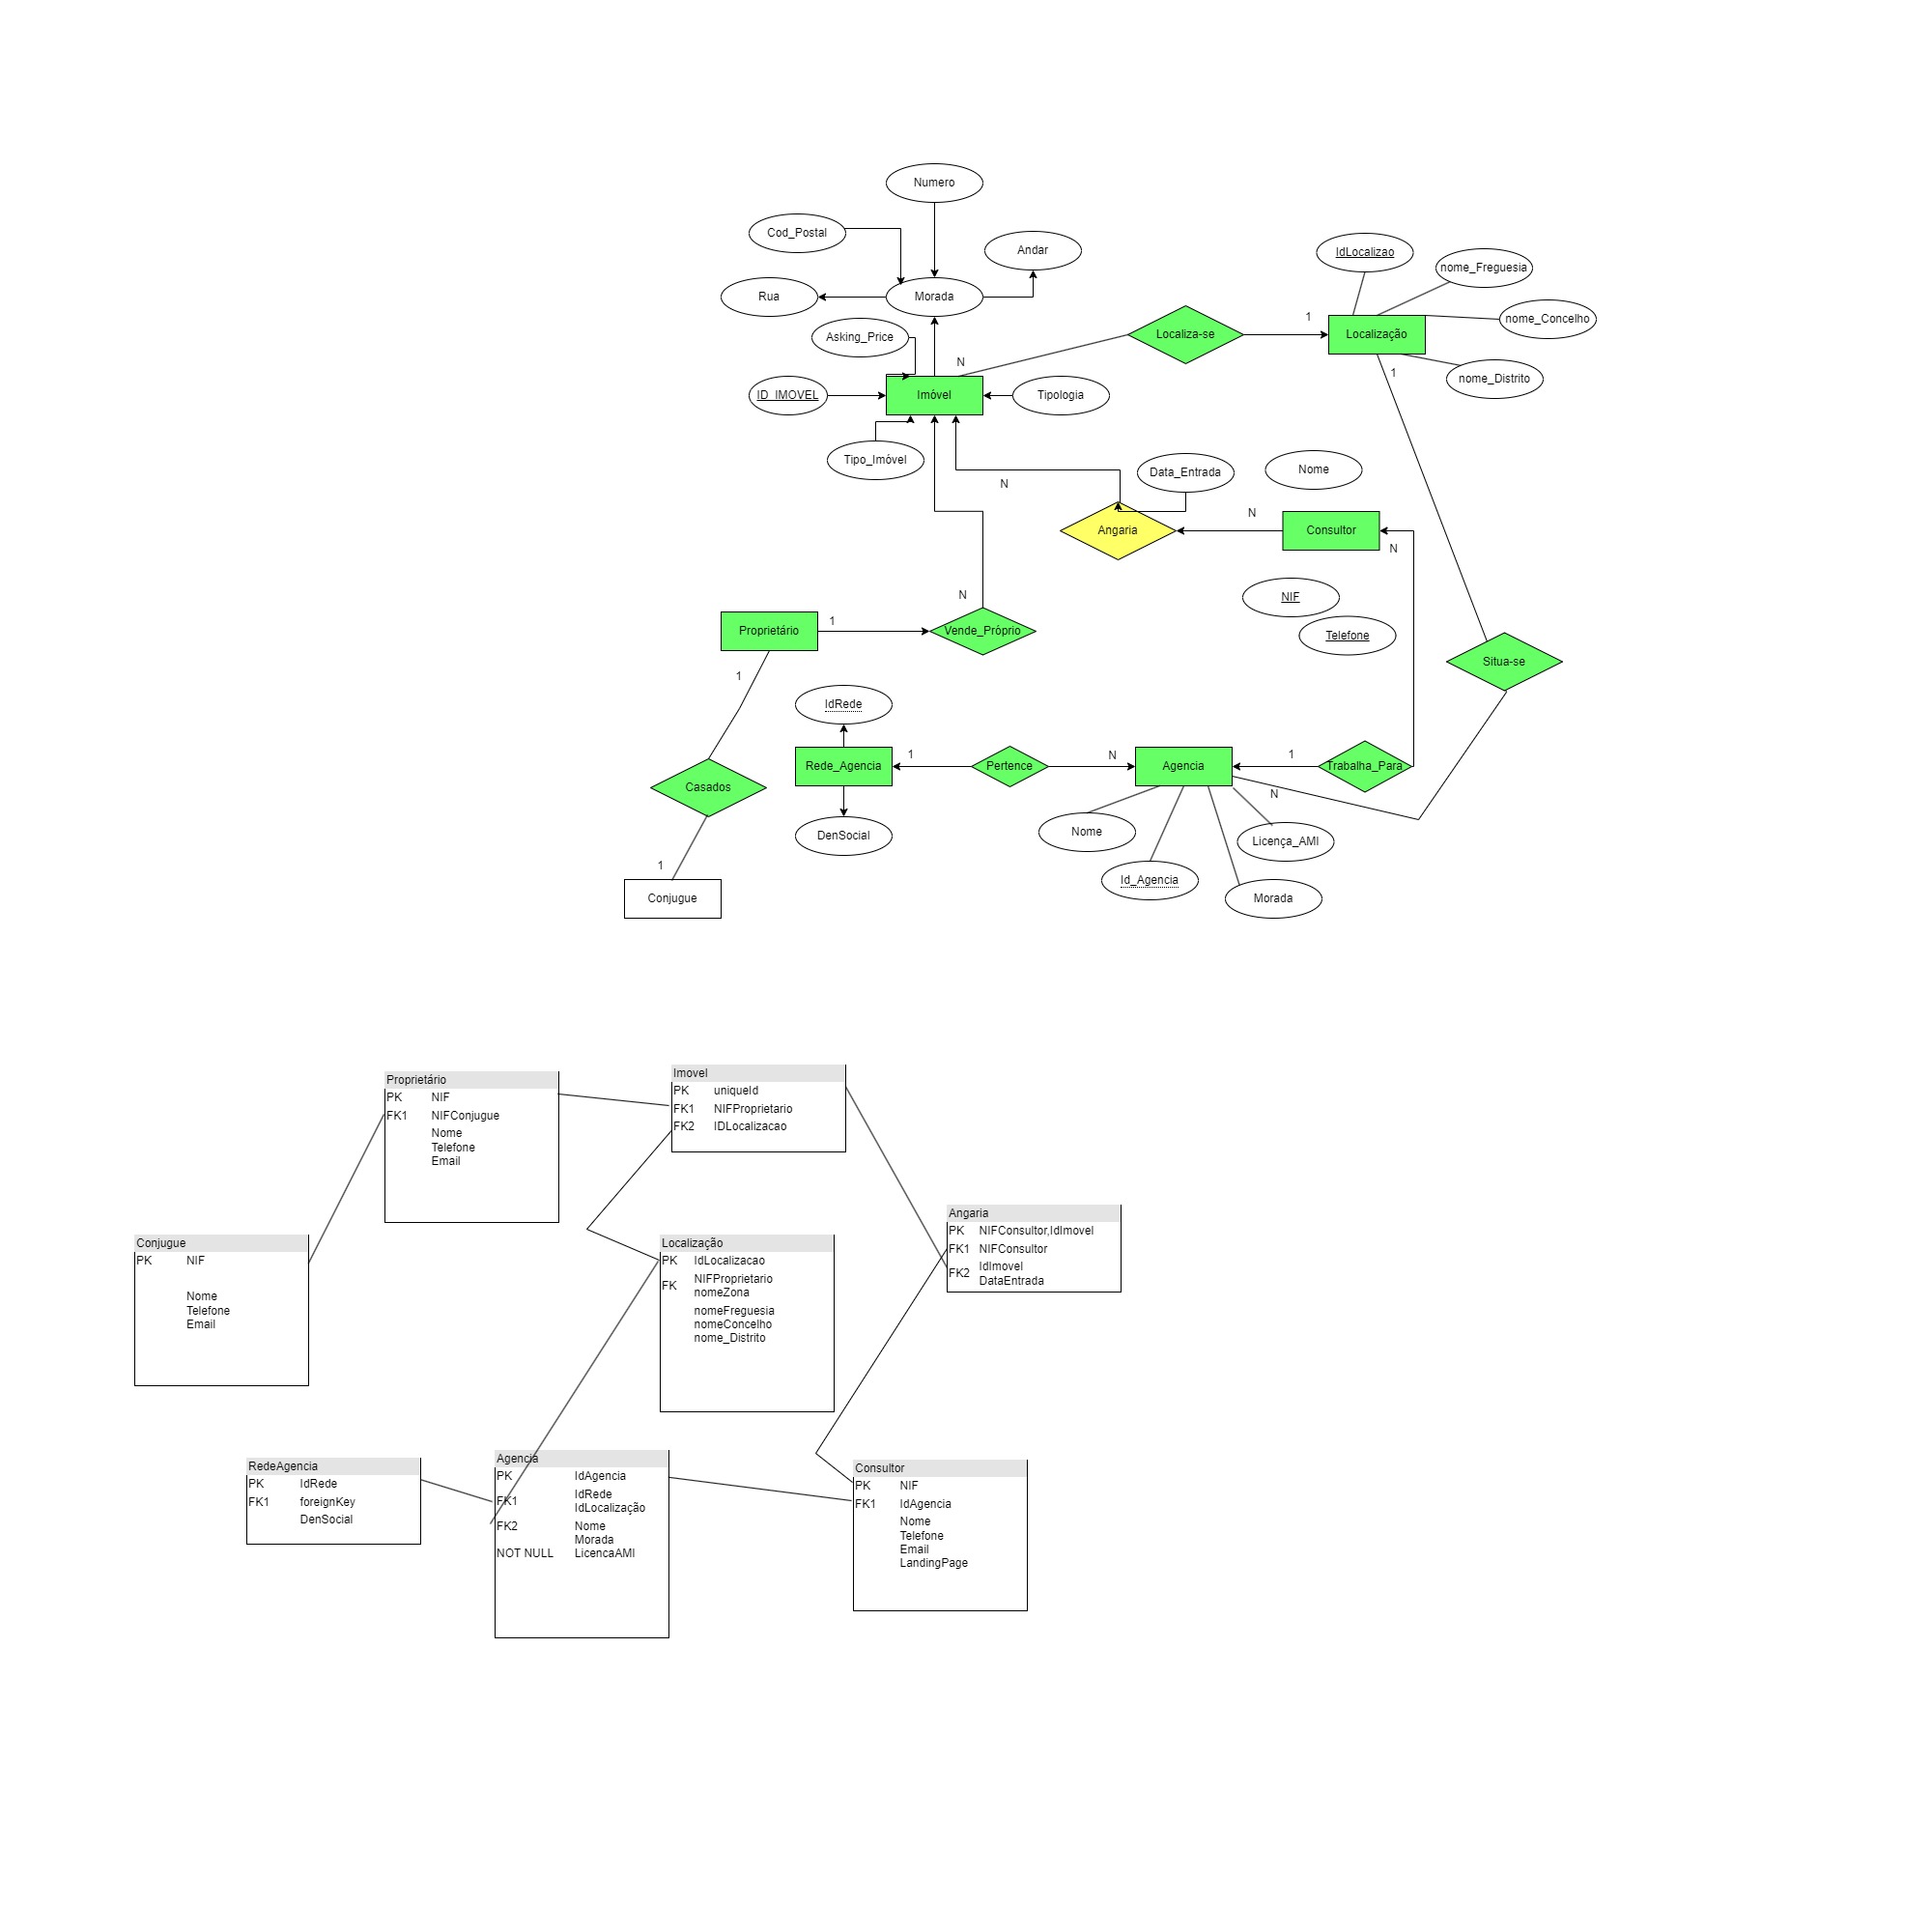 Numero
Cod_Postal
Andar
Rua
Morada
IdLocalizao
nome_Freguesia
nome_Concelho
Asking_Price
Localiza-se
1
Localização
N
nome_Distrito
1
ID_IMOVEL
Imóvel
Tipologia
Tipo_Imóvel
Data_Entrada
Nome
N
N
Angaria
Consultor
N
N
NIF
Proprietário
1
Vende_Próprio
Telefone
Situa-se
1
IdRede
Rede_Agencia
1
Pertence
N
Agencia
1
Trabalha_Para
Casados
N
DenSocial
Nome
Licença_AMI
1
Id_Agencia
Conjugue
Morada
Proprietário
PK NIF
FK1 NIFConjugue
Nome
Telefone
Email
Imovel
PK uniqueId
FK1 NIFProprietario
FK2 IDLocalizacao
Angaria
PK NIFConsultor,IdImovel
FK1 NIFConsultor
FK2 IdImovel
DataEntrada
Conjugue
PK NIF
Nome
Telefone
Email
Localização
PK IdLocalizacao
FK NIFProprietario
nomeZona
nomeFreguesia
nomeConcelho
nome_Distrito
RedeAgencia
PK IdRede
FK1 foreignKey
DenSocial
Agencia
PK IdAgencia
FK1 IdRede
IdLocalização
FK2 Nome
Morada
NOT NULL LicencaAMI
Consultor
PK NIF
FK1 IdAgencia
Nome
Telefone
Email
LandingPage